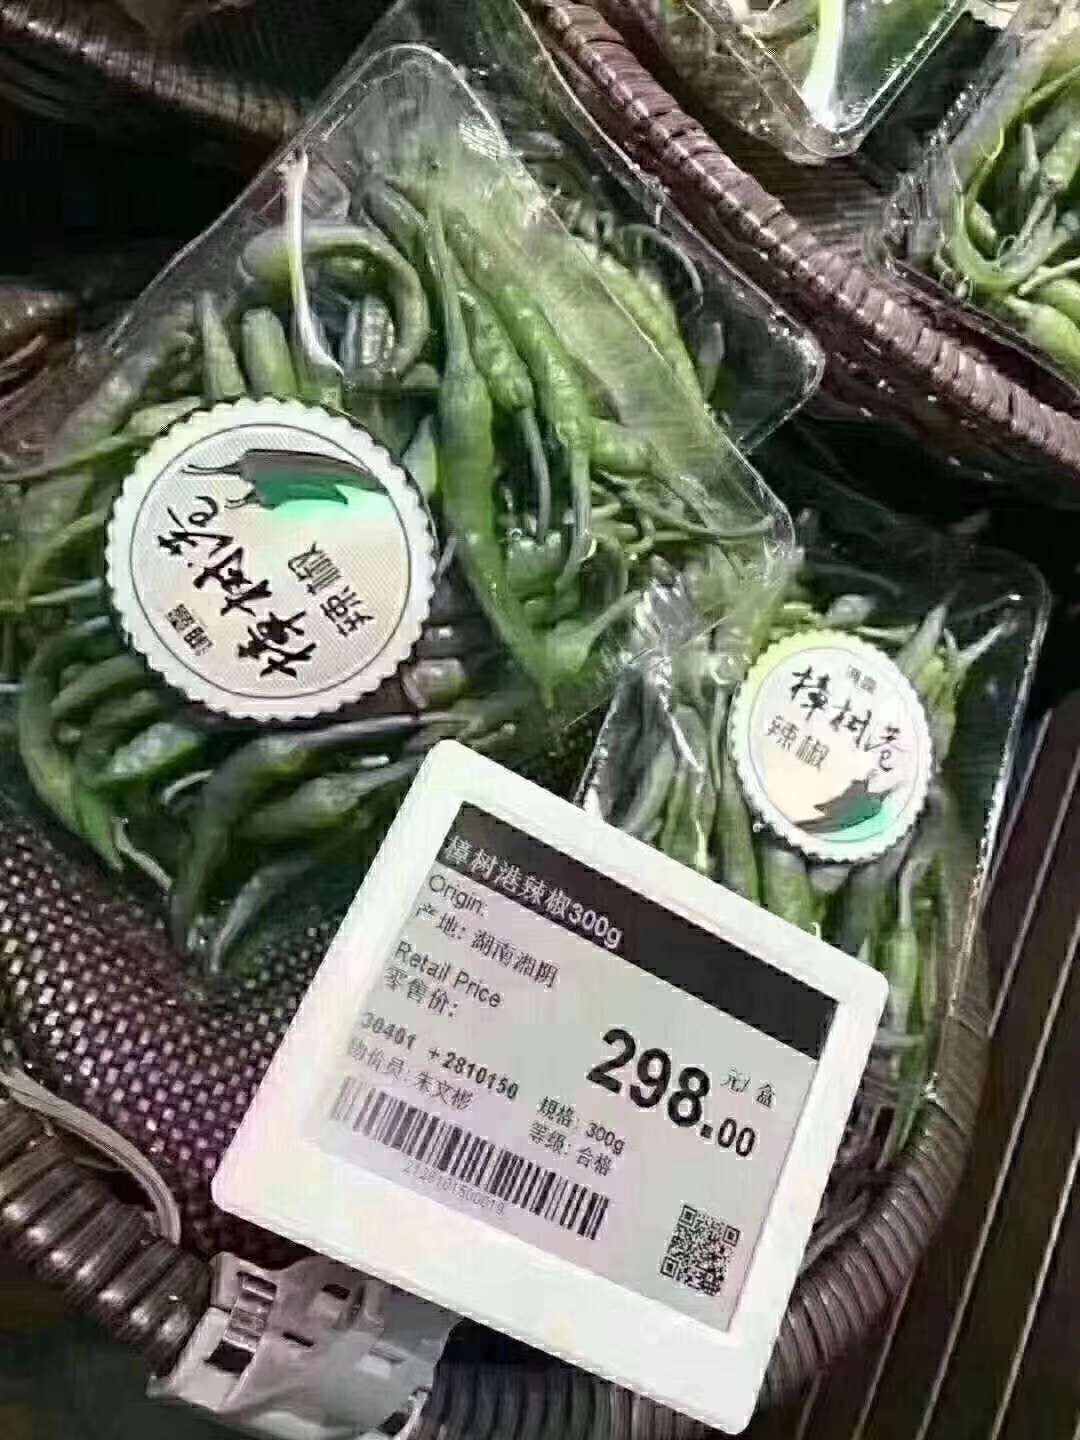 樟树港
辣椒
樟树港
辣椒
樟树港辣椒300g
Origin:
产地: 湖南湘阴
Retail Price
零售价:
298.00 元/盒
30401 +2810150
物价员: 朱文彬
规格: 300g
等级: 合格